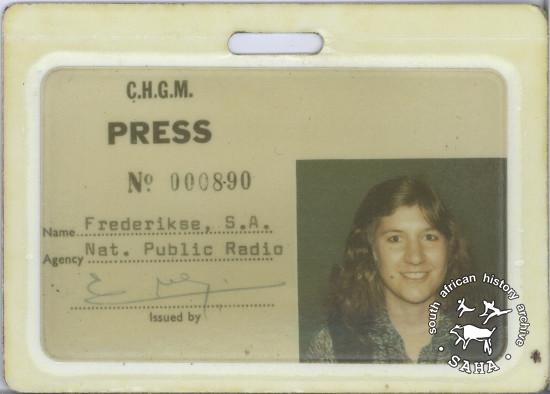 C.H.G.M.
PRESS
Nº 000890
Name Frederikse, S.A.
Agency Nat. Public Radio
Issued by
south african history archive
SAHA